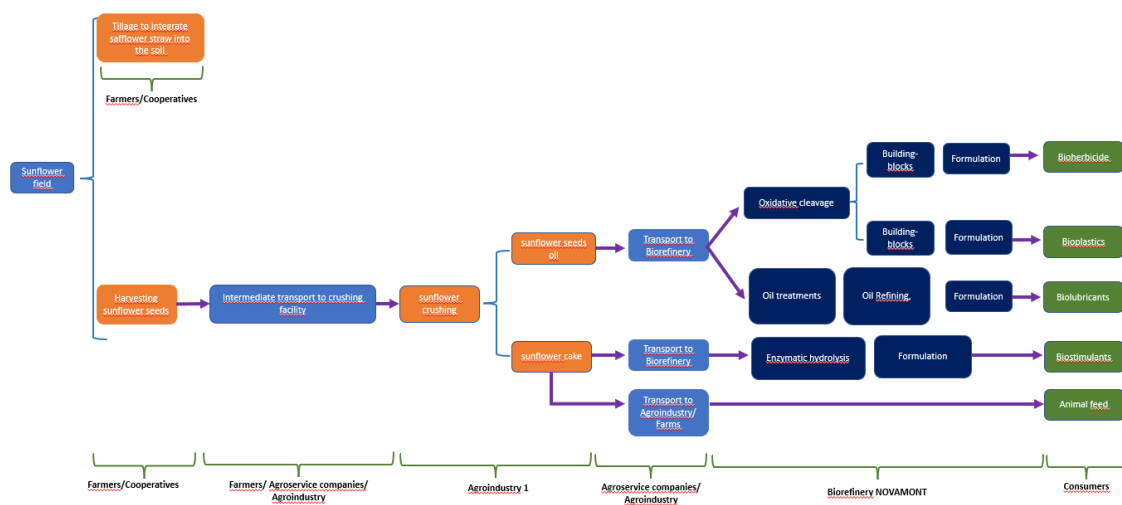 Tillage to integrate
safflower straw into
the soil
Farmers/Cooperatives
Sunflower
field
Harvesting
sunflower seeds
Intermediate transport to crushing
facility
sunflower
crushing
sunflower seeds
oil
sunflower cake
Transport to
Biorefinery
Transport to
Biorefinery
Transport to
Agroindustry/
Farms
Oxidative cleavage
Building-
blocks
Formulation
Bioherbicide
Building-
blocks
Formulation
Bioplastics
Oil treatments
Oil Refining,
Formulation
Biolubricants
Enzymatic hydrolysis
Formulation
Biostimulants
Animal feed
Farmers/Cooperatives
Farmers/ Agroservice companies/
Agroindustry
Agroindustry 1
Agroservice companies/
Agroindustry
Biorefinery NOVAMONT
Consumers